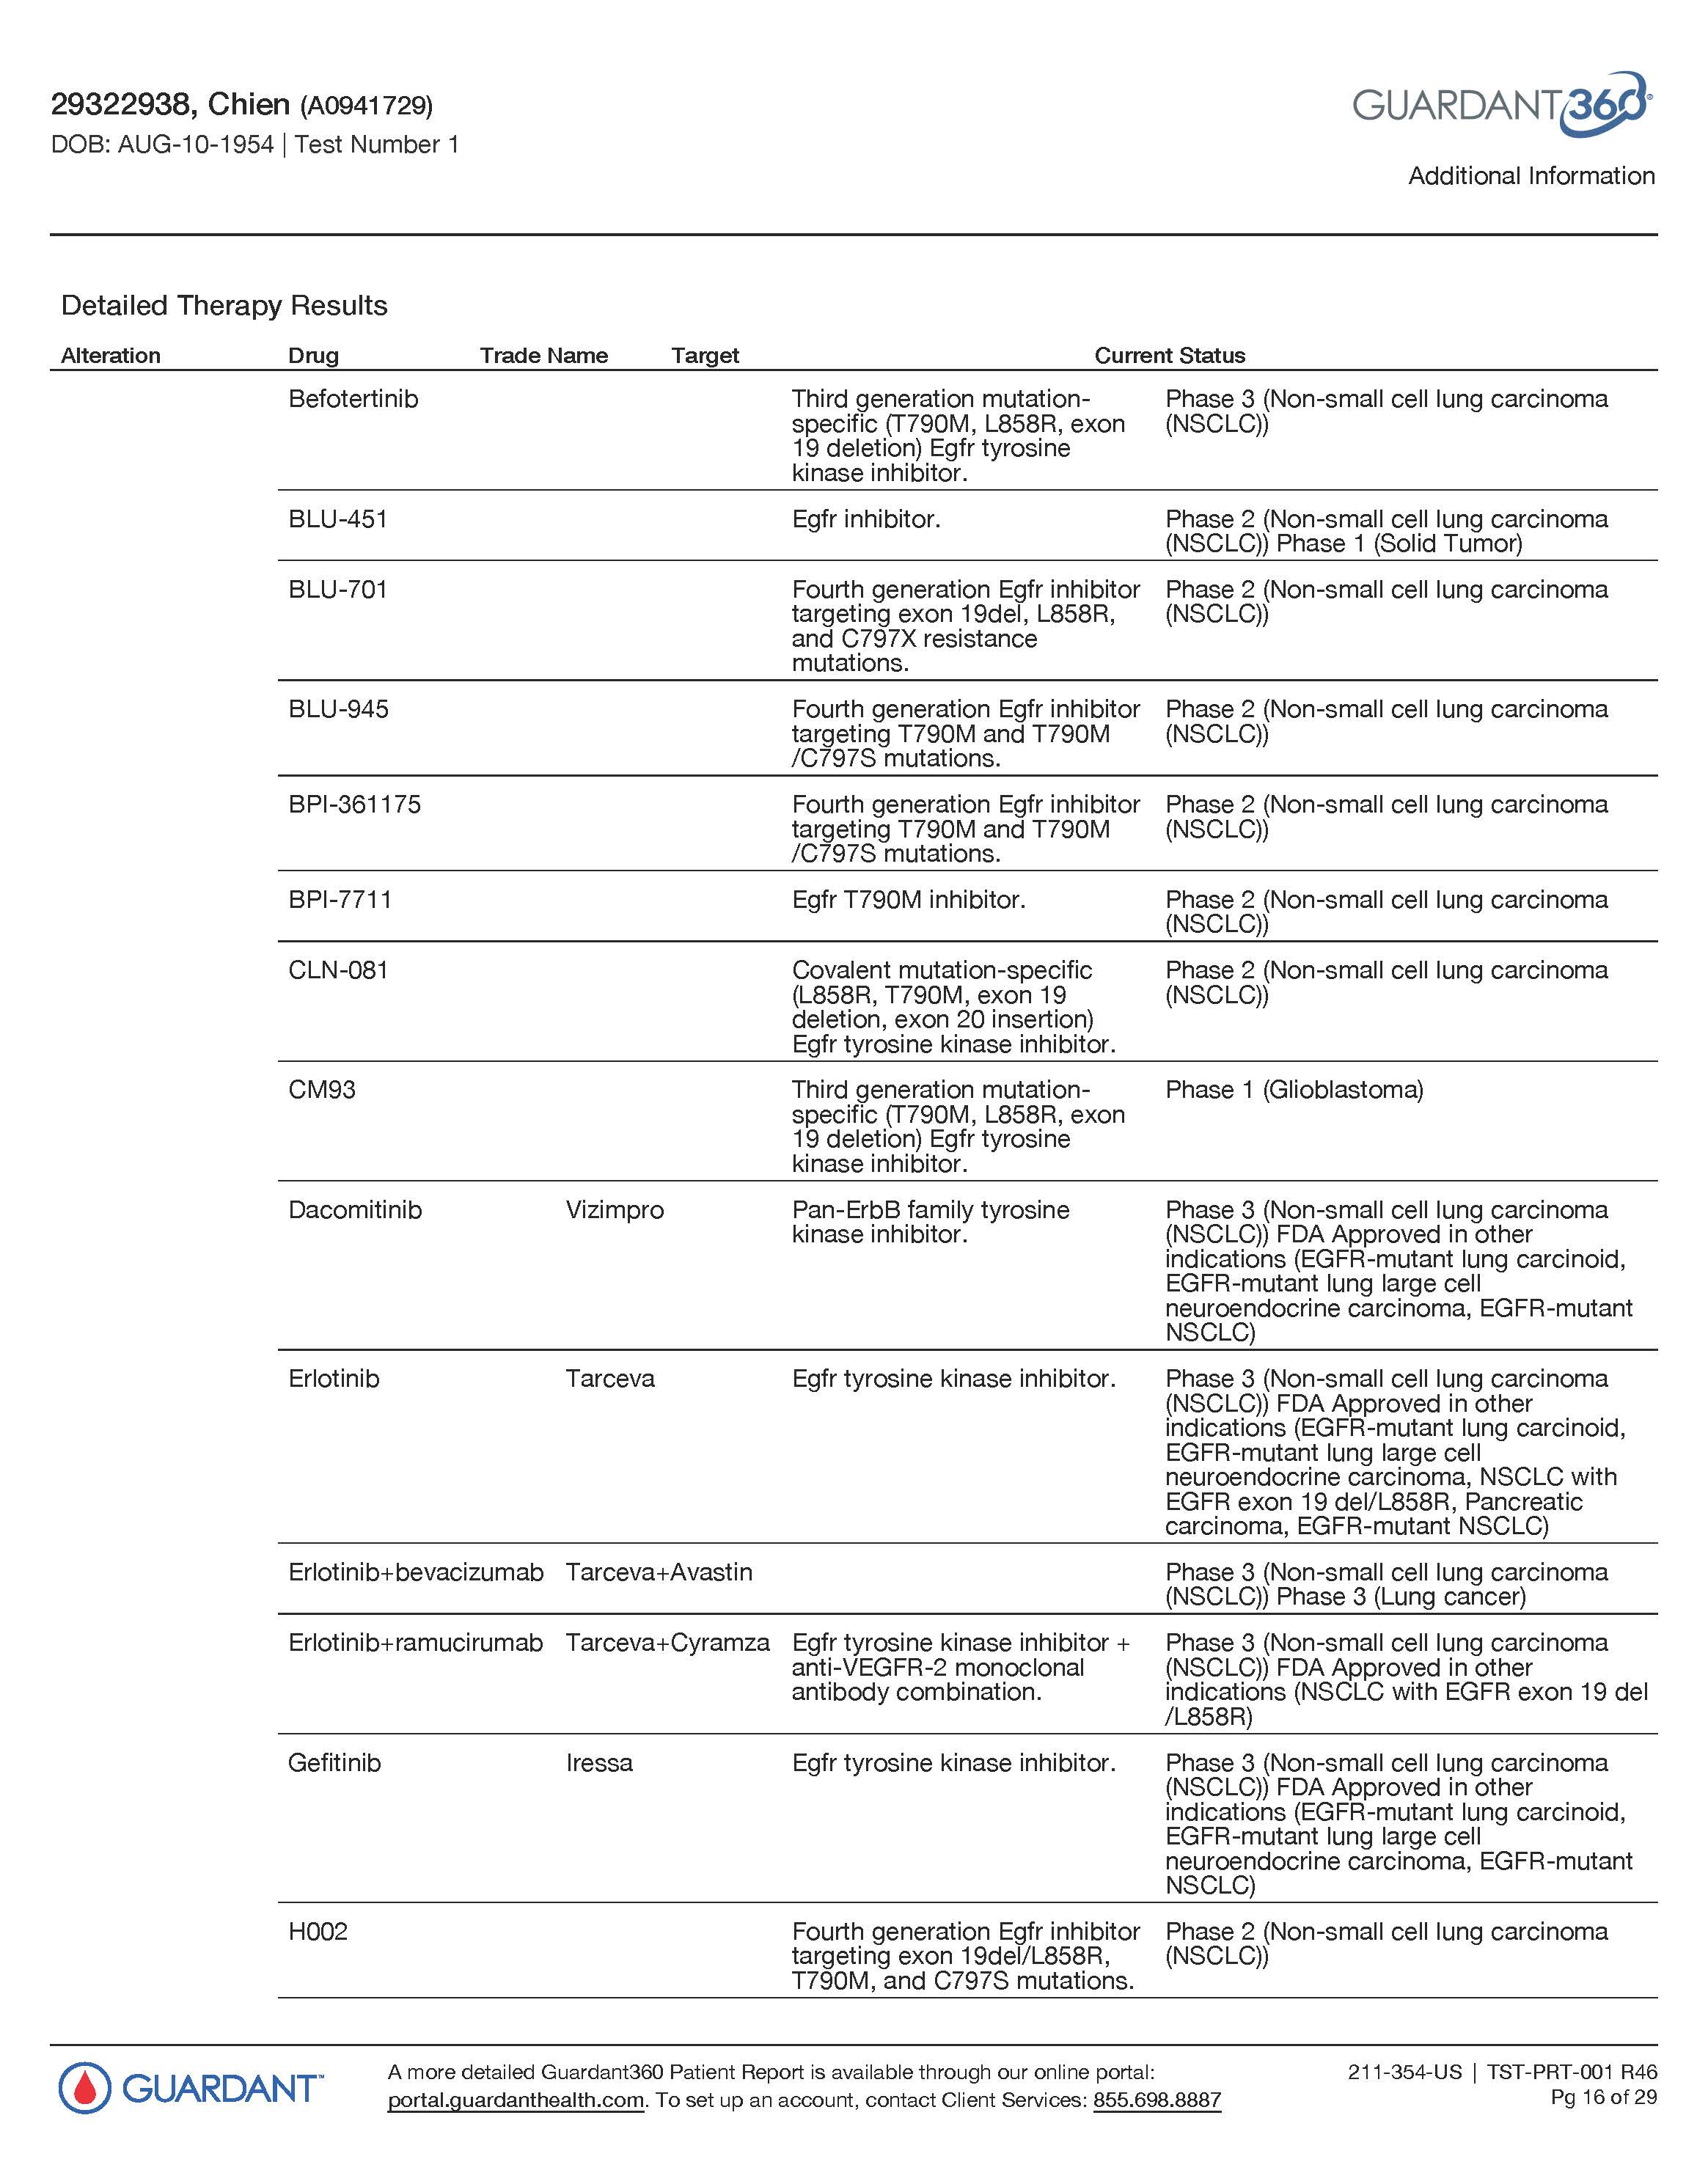 29322938, Chien (A0941729)
DOB: AUG-10-1954 | Test Number 1
GUARDANT360®
Additional Information
Detailed Therapy Results
Alteration Drug Trade Name Target Current Status
Befotertinib Third generation mutation- Phase 3 (Non-small cell lung carcinoma
specific (T790M, L858R, exon (NSCLC))
19 deletion) Egfr tyrosine
kinase inhibitor.
BLU-451 Egfr inhibitor. Phase 2 (Non-small cell lung carcinoma
(NSCLC)) Phase 1 (Solid Tumor)
BLU-701 Fourth generation Egfr inhibitor Phase 2 (Non-small cell lung carcinoma
targeting exon 19del, L858R, (NSCLC))
and C797X resistance
mutations.
BLU-945 Fourth generation Egfr inhibitor Phase 2 (Non-small cell lung carcinoma
targeting T790M and T790M (NSCLC))
/C797S mutations.
BPI-361175 Fourth generation Egfr inhibitor Phase 2 (Non-small cell lung carcinoma
targeting T790M and T790M (NSCLC))
/C797S mutations.
BPI-7711 Egfr T790M inhibitor. Phase 2 (Non-small cell lung carcinoma
(NSCLC))
CLN-081 Covalent mutation-specific Phase 2 (Non-small cell lung carcinoma
(L858R, T790M, exon 19 (NSCLC))
deletion, exon 20 insertion)
Egfr tyrosine kinase inhibitor.
CM93 Third generation mutation- Phase 1 (Glioblastoma)
specific (T790M, L858R, exon
19 deletion) Egfr tyrosine
kinase inhibitor.
Dacomitinib Vizimpro Pan-ErbB family tyrosine Phase 3 (Non-small cell lung carcinoma
kinase inhibitor. (NSCLC)) FDA Approved in other
indications (EGFR-mutant lung carcinoid,
EGFR-mutant lung large cell
neuroendocrine carcinoma, EGFR-mutant
NSCLC)
Erlotinib Tarceva Egfr tyrosine kinase inhibitor. Phase 3 (Non-small cell lung carcinoma
(NSCLC)) FDA Approved in other
indications (EGFR-mutant lung carcinoid,
EGFR-mutant lung large cell
neuroendocrine carcinoma, NSCLC with
EGFR exon 19 del/L858R, Pancreatic
carcinoma, EGFR-mutant NSCLC)
Erlotinib+bevacizumab Tarceva+Avastin Phase 3 (Non-small cell lung carcinoma
(NSCLC)) Phase 3 (Lung cancer)
Erlotinib+ramucirumab Tarceva+Cyramza Egfr tyrosine kinase inhibitor + Phase 3 (Non-small cell lung carcinoma
anti-VEGFR-2 monoclonal (NSCLC)) FDA Approved in other
antibody combination. indications (NSCLC with EGFR exon 19 del
/L858R)
Gefitinib Iressa Egfr tyrosine kinase inhibitor. Phase 3 (Non-small cell lung carcinoma
(NSCLC)) FDA Approved in other
indications (EGFR-mutant lung carcinoid,
EGFR-mutant lung large cell
neuroendocrine carcinoma, EGFR-mutant
NSCLC)
H002 Fourth generation Egfr inhibitor Phase 2 (Non-small cell lung carcinoma
targeting exon 19del/L858R, (NSCLC))
T790M, and C797S mutations.
GUARDANT™
A more detailed Guardant360 Patient Report is available through our online portal:
portal.guardanthealth.com. To set up an account, contact Client Services: 855.698.8887
211-354-US | TST-PRT-001 R46
Pg 16 of 29